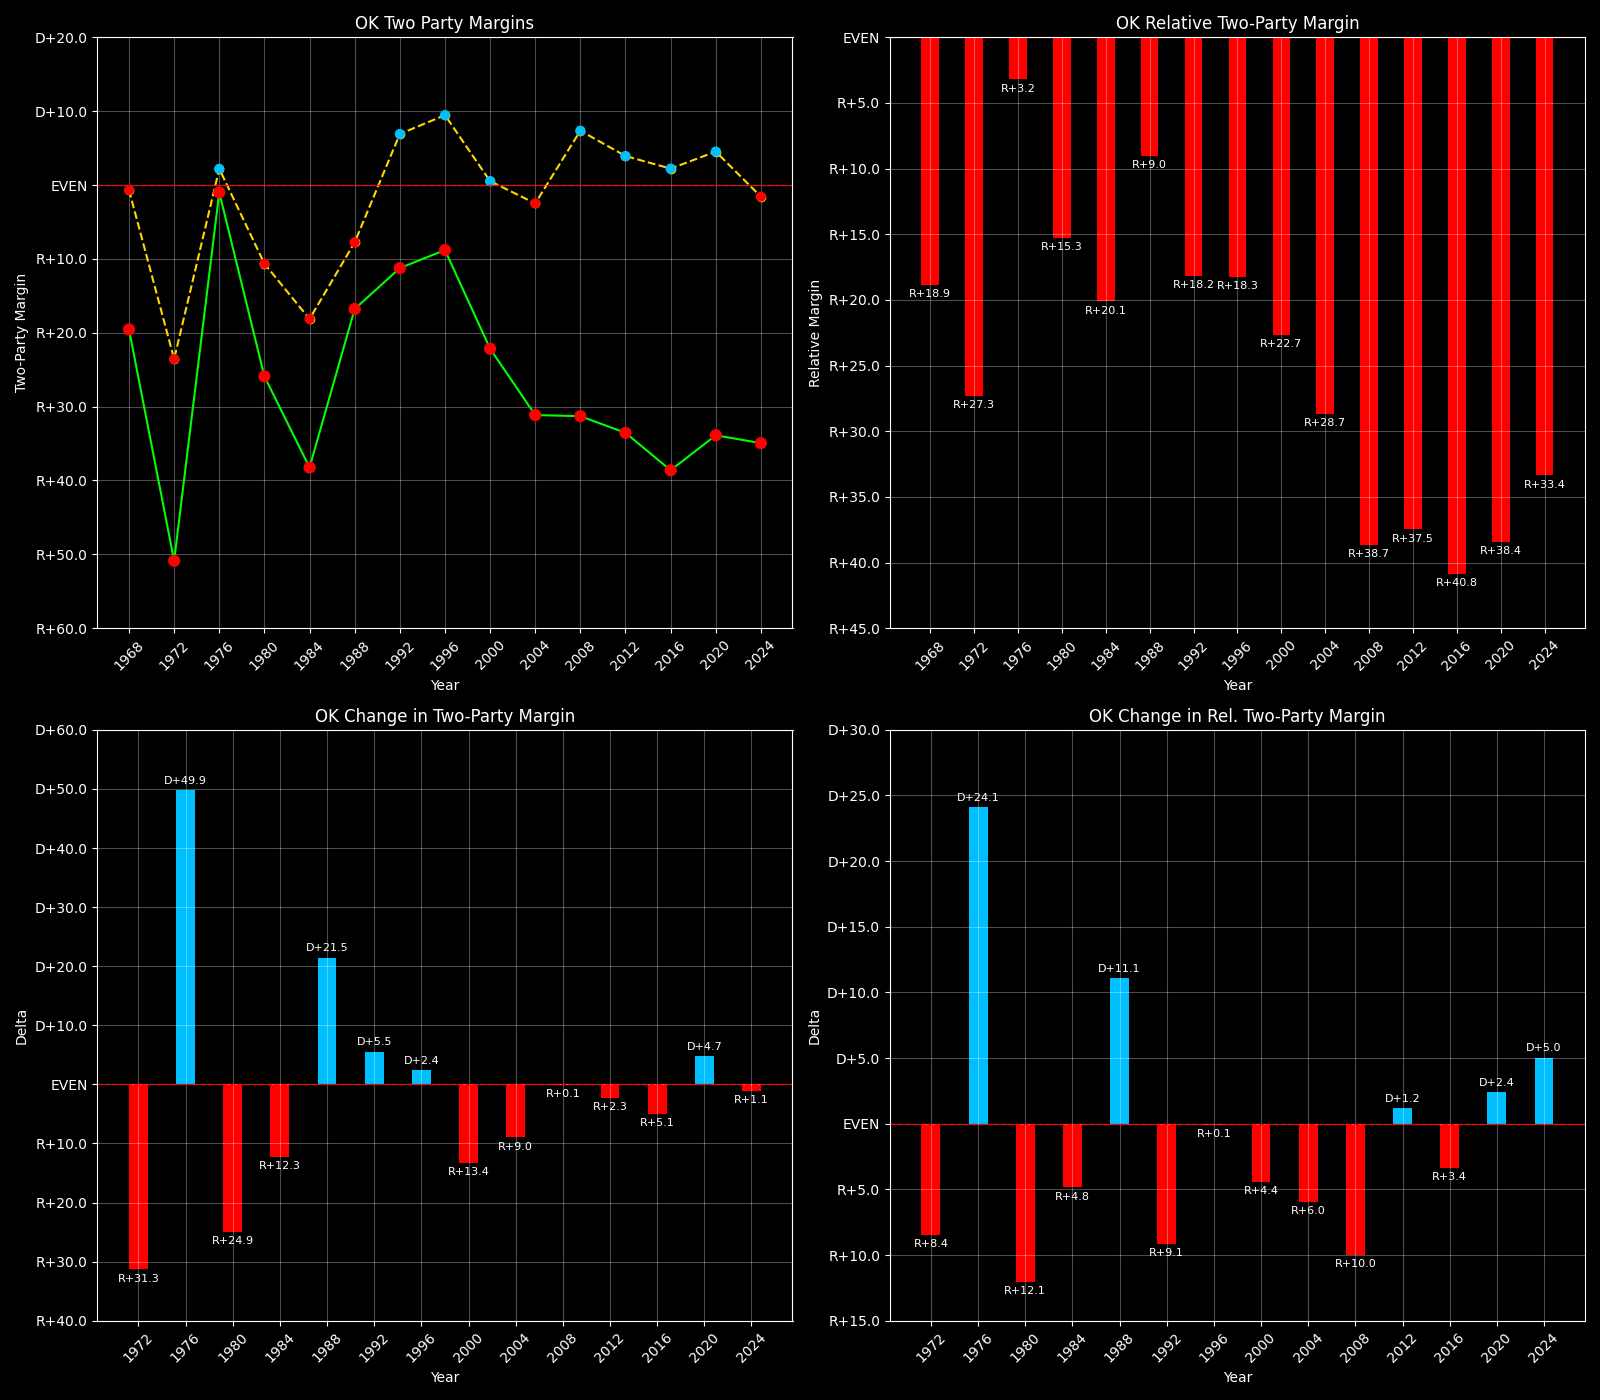 OK Two Party Margins
D+20.0
D+10.0
EVEN
R+10.0
R+20.0
R+30.0
R+40.0
R+50.0
R+60.0
Two-Party Margin
1968 1972 1976 1980 1984 1988 1992 1996 2000 2004 2008 2012 2016 2020 2024
Year
OK Relative Two-Party Margin
EVEN
R+5.0
R+10.0
R+15.0
R+20.0
R+25.0
R+30.0
R+35.0
R+40.0
R+45.0
Relative Margin
R+18.9 R+27.3 R+3.2 R+15.3 R+20.1 R+9.0 R+18.2 R+18.3 R+22.7 R+28.7 R+38.7 R+37.5 R+40.8 R+38.4 R+33.4
1968 1972 1976 1980 1984 1988 1992 1996 2000 2004 2008 2012 2016 2020 2024
Year
OK Change in Two-Party Margin
D+60.0
D+50.0
D+40.0
D+30.0
D+20.0
D+10.0
EVEN
R+10.0
R+20.0
R+30.0
R+40.0
Delta
R+31.3 D+49.9 R+24.9 R+12.3 D+21.5 D+5.5 D+2.4 R+13.4 R+9.0 R+0.1 R+2.3 R+5.1 D+4.7 R+1.1
1972 1976 1980 1984 1988 1992 1996 2000 2004 2008 2012 2016 2020 2024
Year
OK Change in Rel. Two-Party Margin
D+30.0
D+25.0
D+20.0
D+15.0
D+10.0
D+5.0
EVEN
R+5.0
R+10.0
R+15.0
Delta
R+8.4 D+24.1 R+12.1 R+4.8 D+11.1 R+9.1 R+0.1 R+4.4 R+6.0 R+10.0 D+1.2 R+3.4 D+2.4 D+5.0
1972 1976 1980 1984 1988 1992 1996 2000 2004 2008 2012 2016 2020 2024
Year